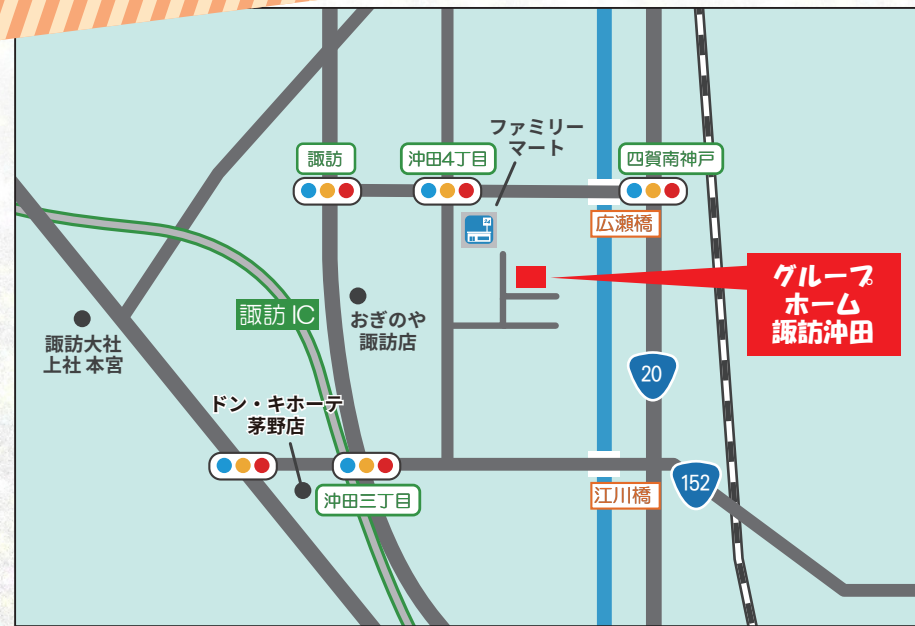 ファミリー
マート
諏訪
沖田4丁目
四賀南神戸
広瀬橋
グループ
ホーム
諏訪沖田
諏訪IC
おぎのや
諏訪店
諏訪大社
上社 本宮
20
ドン・キホーテ
茅野店
沖田三丁目
江川橋
152